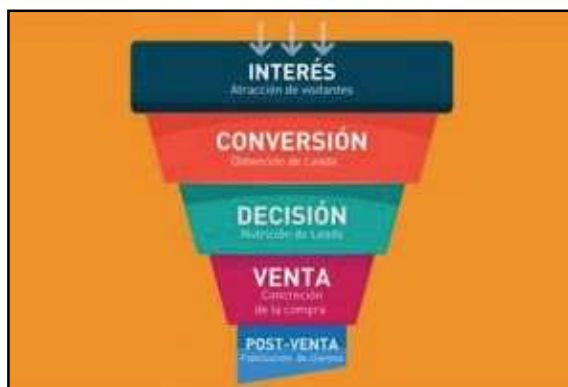 INTERÉS
Atracción de visitantes
CONVERSIÓN
Obtención de Leads
DECISIÓN
Nutrición de Leads
VENTA
Concreción
de la compra
POST-VENTA
Fidelización de clientes